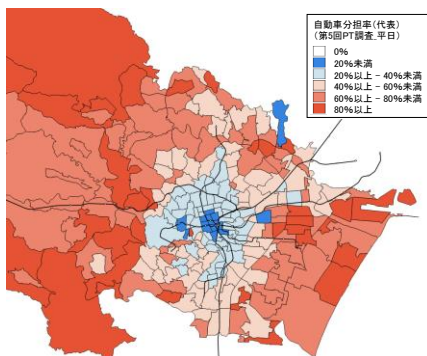 自動車分担率(代表)
(第5回PT調査_平日)
0%
20%未満
20%以上 - 40%未満
40%以上 - 60%未満
60%以上 - 80%未満
80%以上